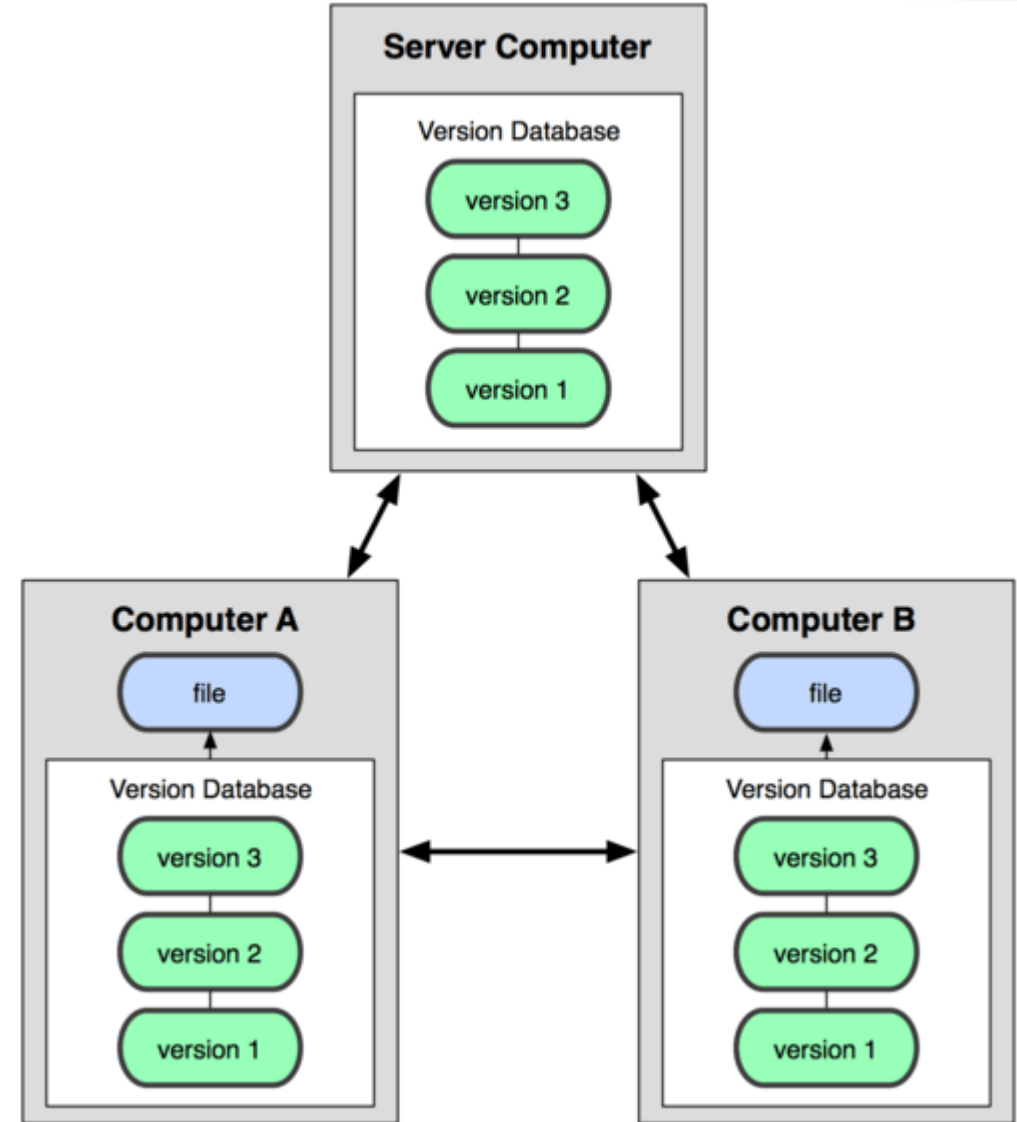 Server Computer
Version Database
version 3
version 2
version 1
Computer A
file
Version Database
version 3
version 2
version 1
Computer B
file
Version Database
version 3
version 2
version 1